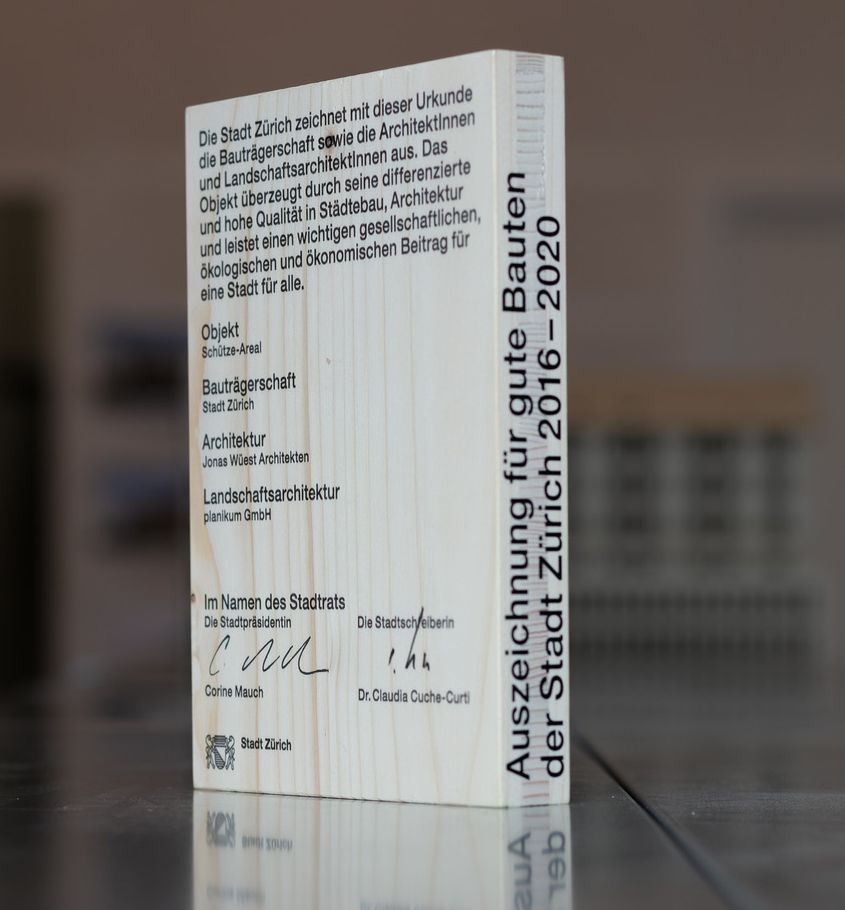 Die Stadt Zürich zeichnet mit dieser Urkunde
die Bauträgerschaft sowie die ArchitektInnen
und LandschaftsarchitektInnen aus. Das
Objekt überzeugt durch seine differenzierte
und hohe Qualität in Städtebau, Architektur
und leistet einen wichtigen gesellschaftlichen,
ökologischen und ökonomischen Beitrag für
eine Stadt für alle.
Objekt
Schütze-Areal
Bauträgerschaft
Stadt Zürich
Architektur
Jonas Wüest Architekten
Landschaftsarchitektur
planikum GmbH
Im Namen des Stadtrats
Die Stadtpräsidentin
Die Stadtschreiberin
Corine Mauch
Dr. Claudia Cuche-Curti
Stadt Zürich
Auszeichnung für gute Bauten
der Stadt Zürich 2016–2020